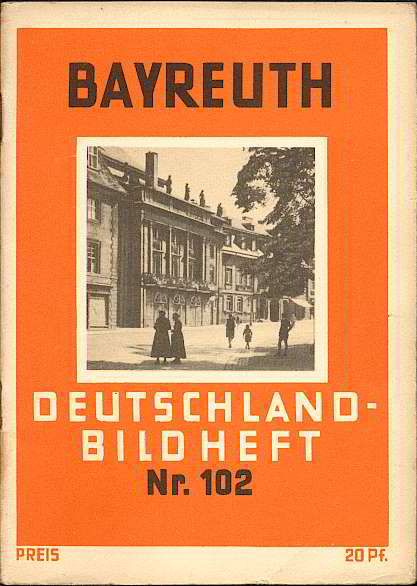 BAYREUTH
DEUTSCHLAND-
BILDHEFT
Nr. 102
PREIS 20 Pf.